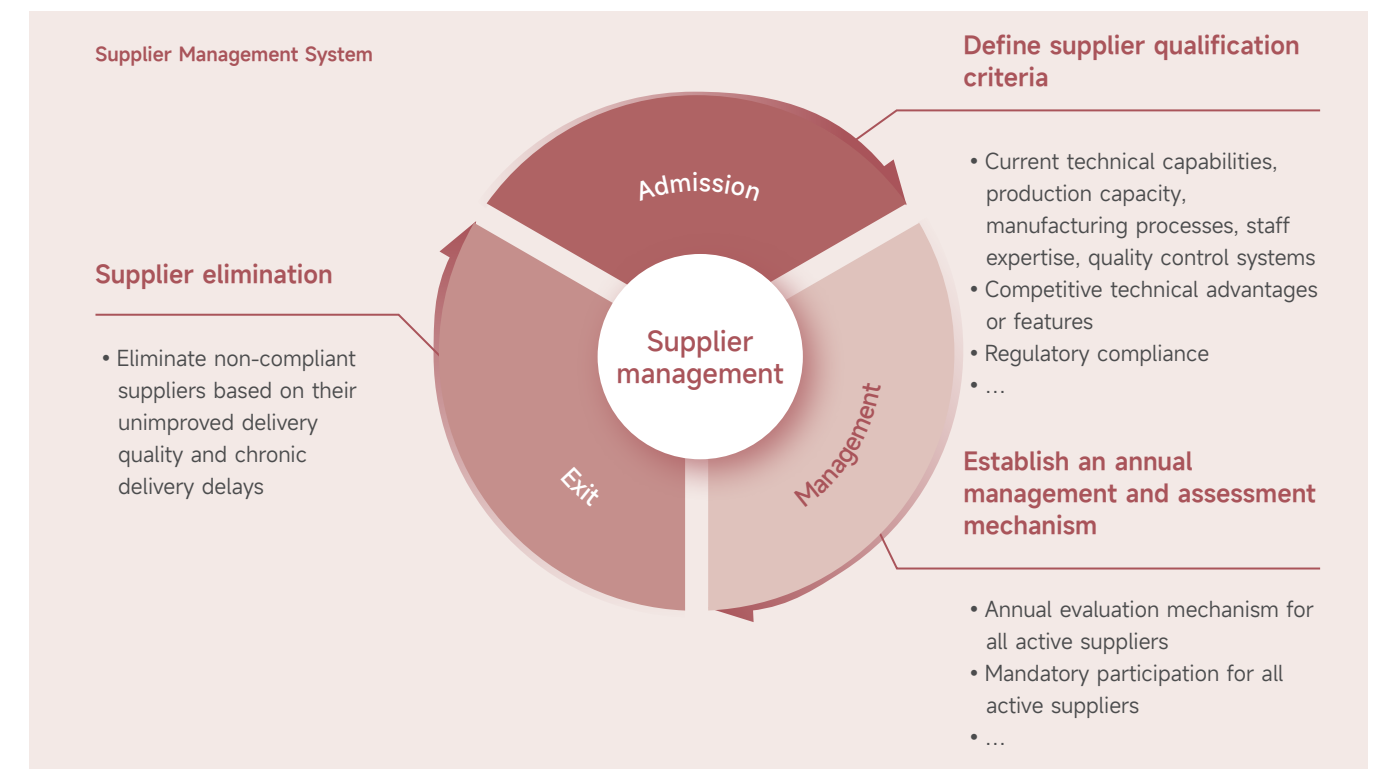 Supplier Management System
Define supplier qualification
criteria
Admission
• Current technical capabilities,
production capacity,
manufacturing processes, staff
expertise, quality control systems
• Competitive technical advantages
or features
• Regulatory compliance
• ...
Supplier elimination
• Eliminate non-compliant
suppliers based on their
unimproved delivery
quality and chronic
delivery delays
Supplier
management
Exit
Management
Establish an annual
management and assessment
mechanism
• Annual evaluation mechanism for
all active suppliers
• Mandatory participation for all
active suppliers
• ...